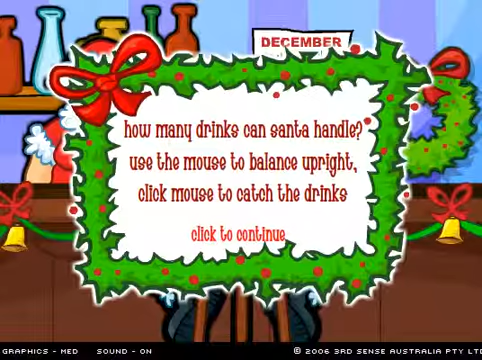 DECEMBER
how many drinks can santa handle?
use the mouse to balance upright,
click mouse to catch the drinks
click to continue
GRAPHICS - MED SOUND - ON © 2006 3RD SENSE AUSTRALIA PTY LTD